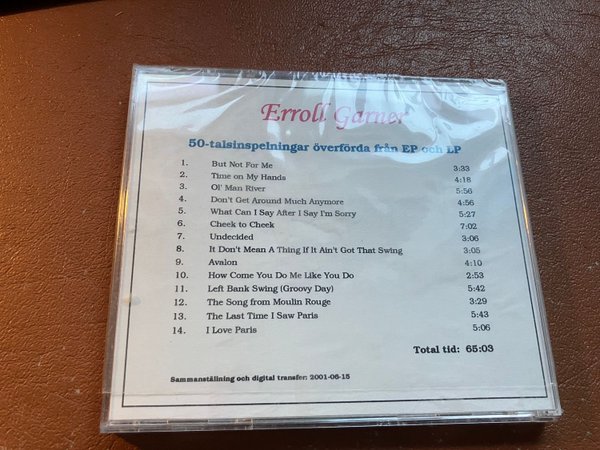 Erroll Garner
50-talsinspelningar överförda från EP och LP
1. But Not For Me 3:33
2. Time on My Hands 4:18
3. Ol' Man River 5:56
4. Don't Get Around Much Anymore 4:56
5. What Can I Say After I Say I'm Sorry 5:27
6. Cheek to Cheek 7:02
7. Undecided 3:06
8. It Don't Mean A Thing If It Ain't Got That Swing 3:05
9. Avalon 4:10
10. How Come You Do Me Like You Do 2:53
11. Left Bank Swing (Groovy Day) 5:42
12. The Song from Moulin Rouge 3:29
13. The Last Time I Saw Paris 5:43
14. I Love Paris 5:06
Total tid: 65:03
Sammanställning och digital transfer: 2001-06-15